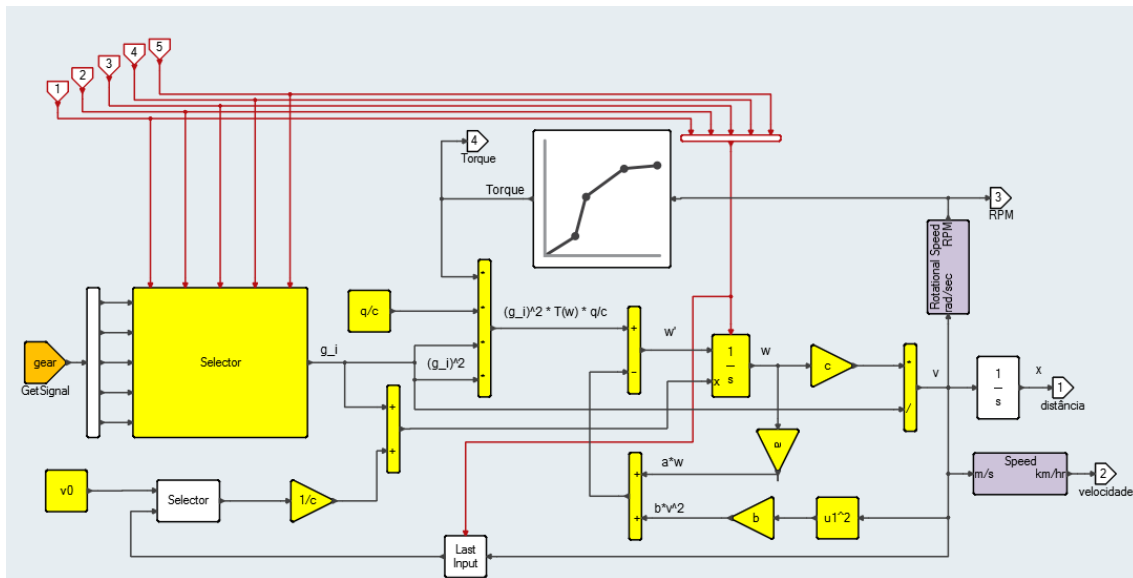 5
4
3
2
1
4
Torque
Torque
3
RPM
Rotational Speed
RPM
rad/sec
q/c
(g_i)^2 * T(w) * q/c
gear
GetSignal
Selector
g_i
(g_i)^2
+
-
w'
1
s
x
w
c
*
/
v
1
s
x
1
distância
+
+
a
a*w
+
+
b*v^2
b
u1^2
Speed
m/s
km/hr
2
velocidade
v0
Selector
1/c
Last
Input